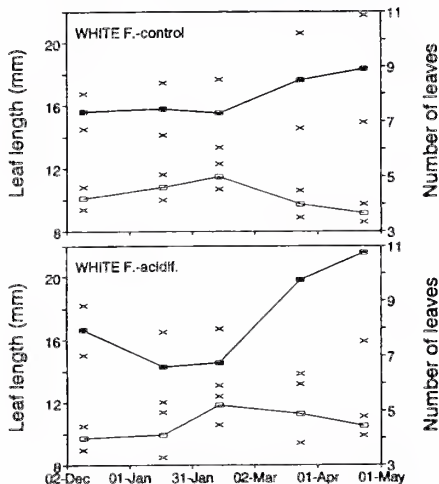 WHITE F.-control
Leaf length (mm)
20
16
12
8
11
9
7
5
3
Number of leaves
WHITE F.-acidif.
Leaf length (mm)
20
16
12
8
11
9
7
5
3
Number of leaves
02-Dec 01-Jan 31-Jan 02-Mar 01-Apr 01-May